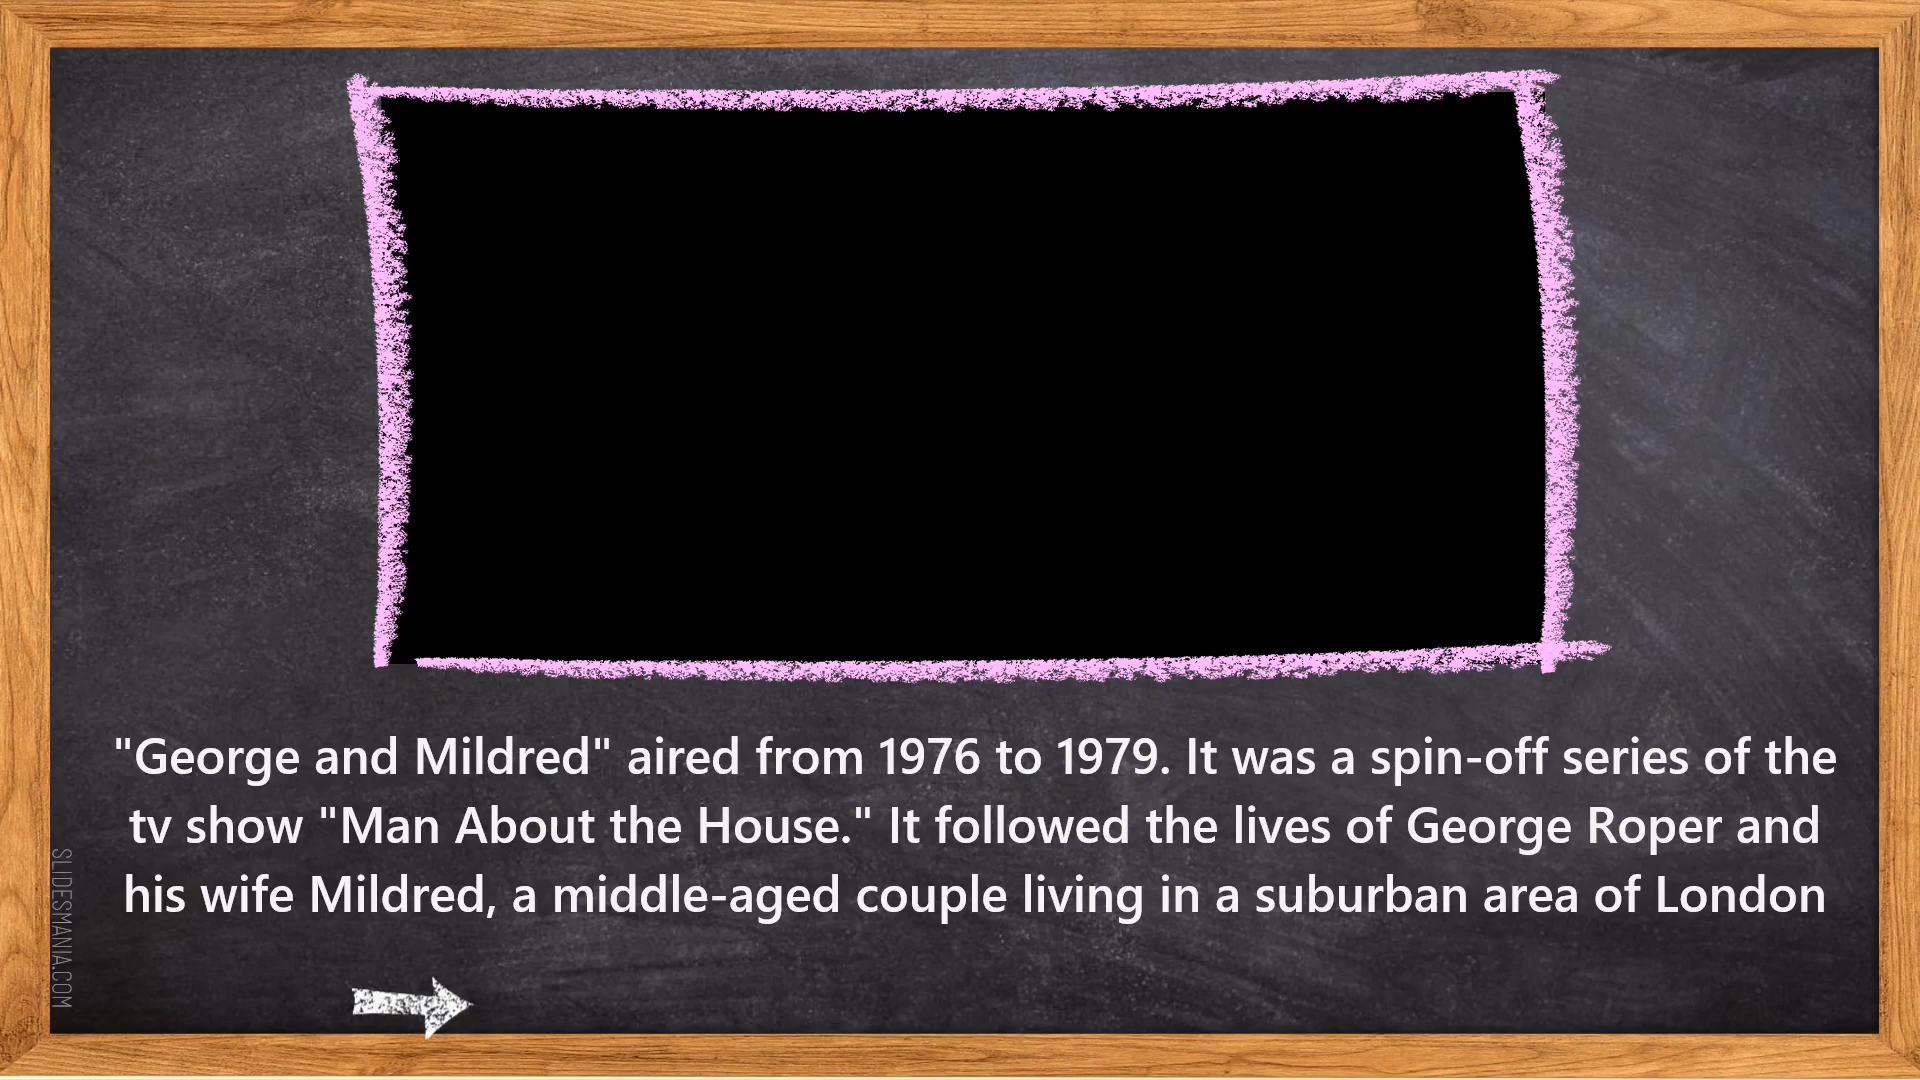 "George and Mildred" aired from 1976 to 1979. It was a spin-off series of the
tv show "Man About the House." It followed the lives of George Roper and
his wife Mildred, a middle-aged couple living in a suburban area of London
SLIDESMANIA.COM